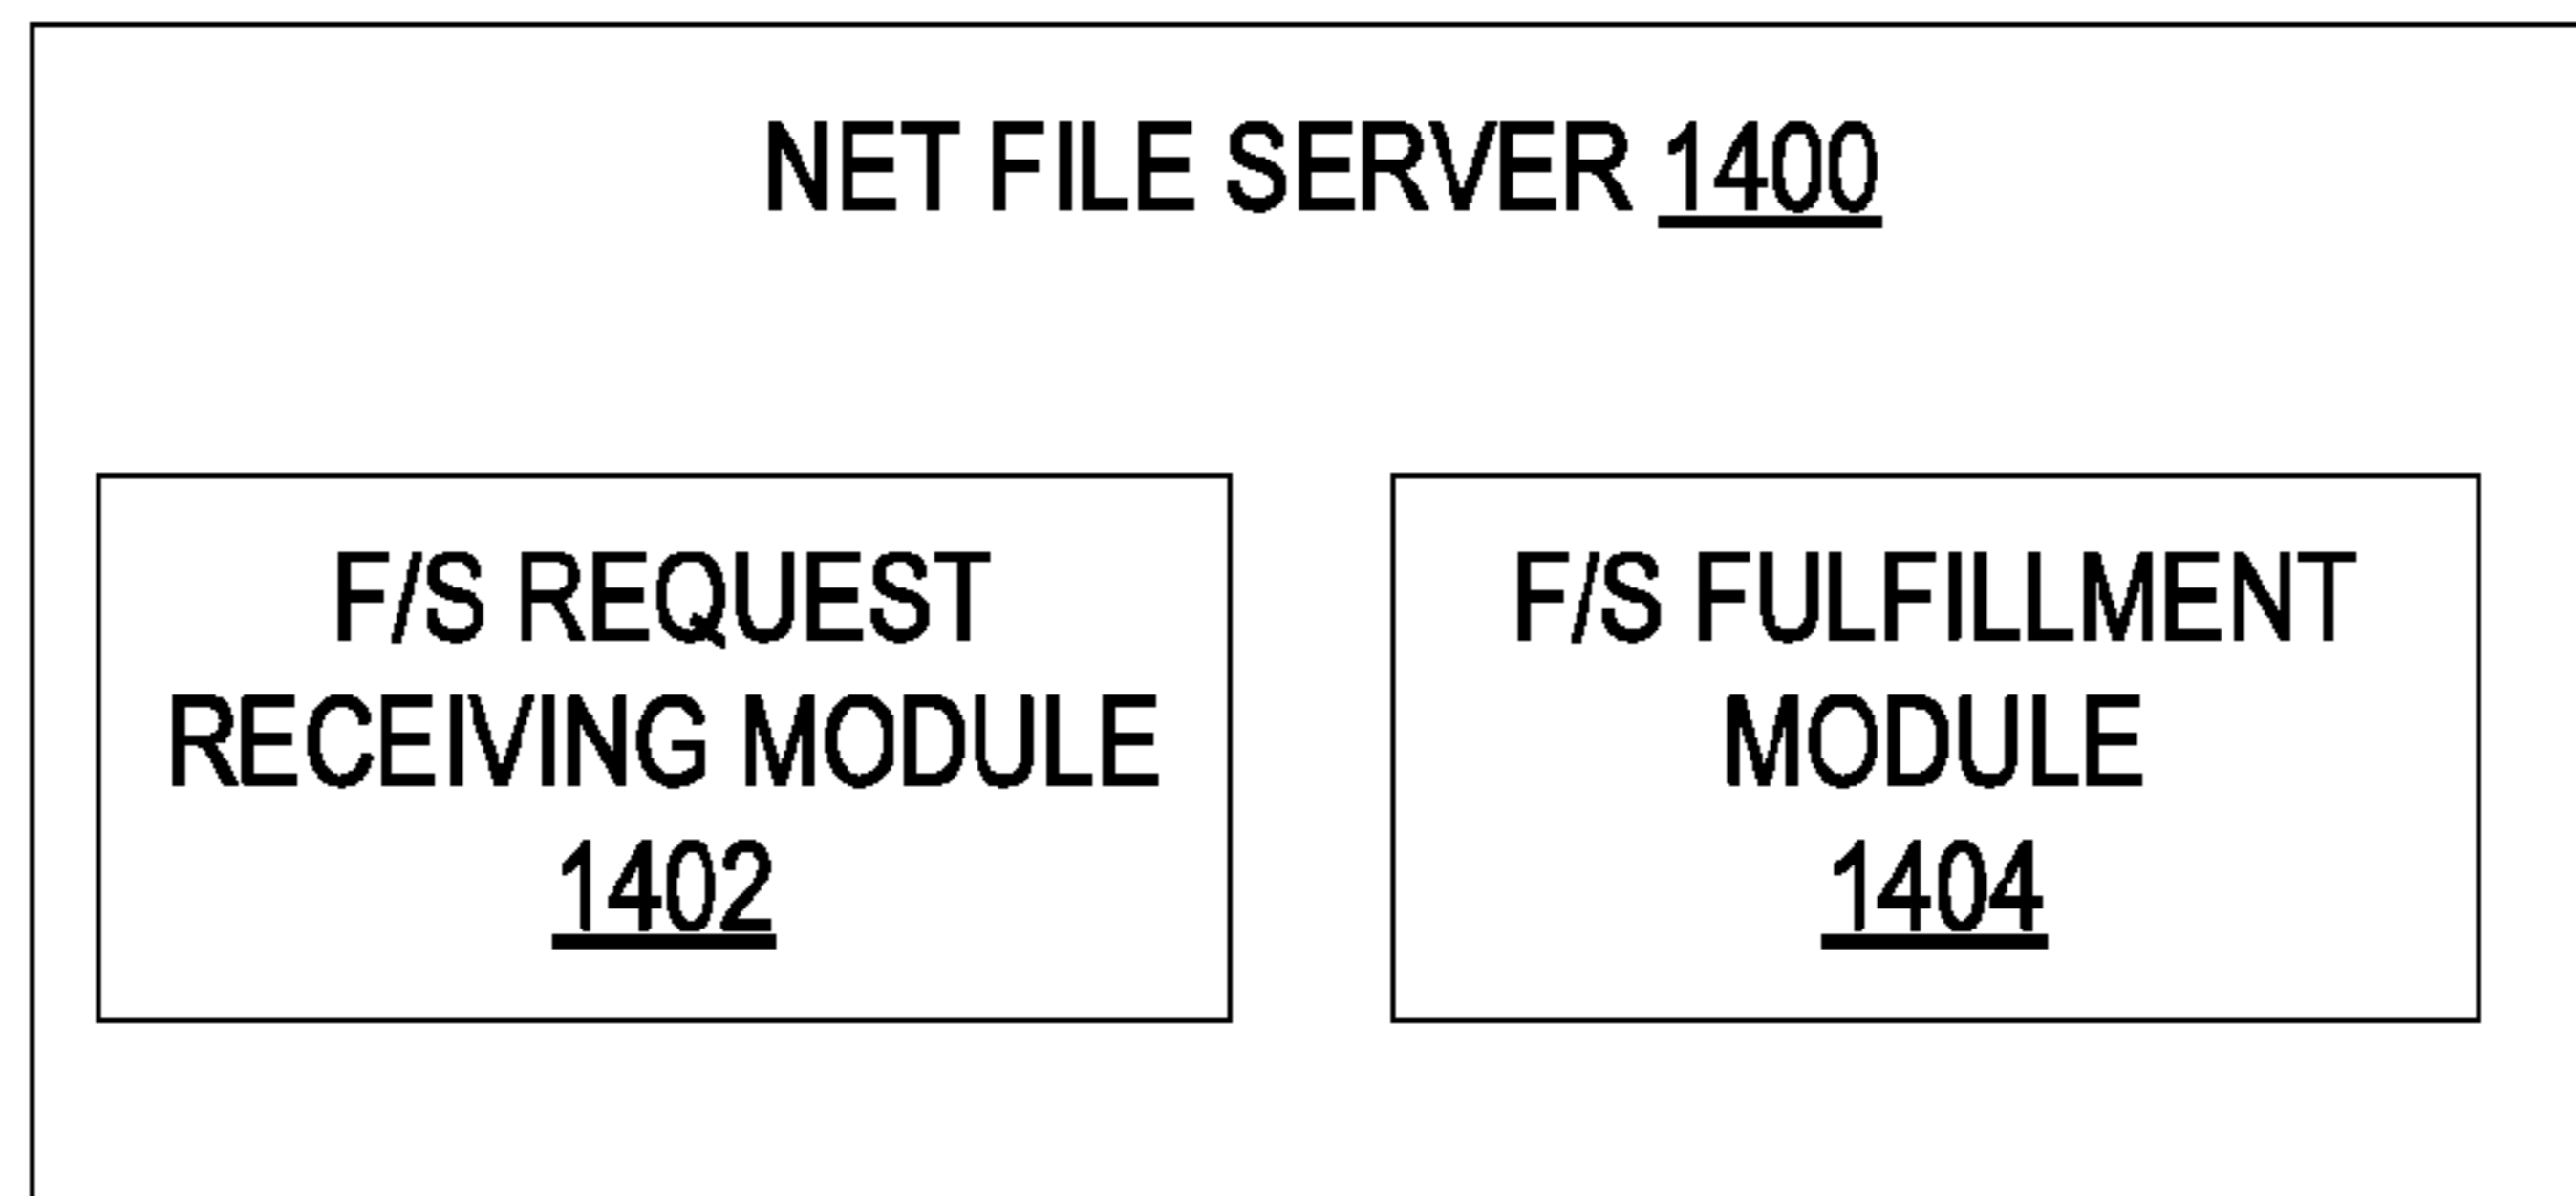 NET FILE SERVER 1400
F/S REQUEST
RECEIVING MODULE
1402
F/S FULFILLMENT
MODULE
1404